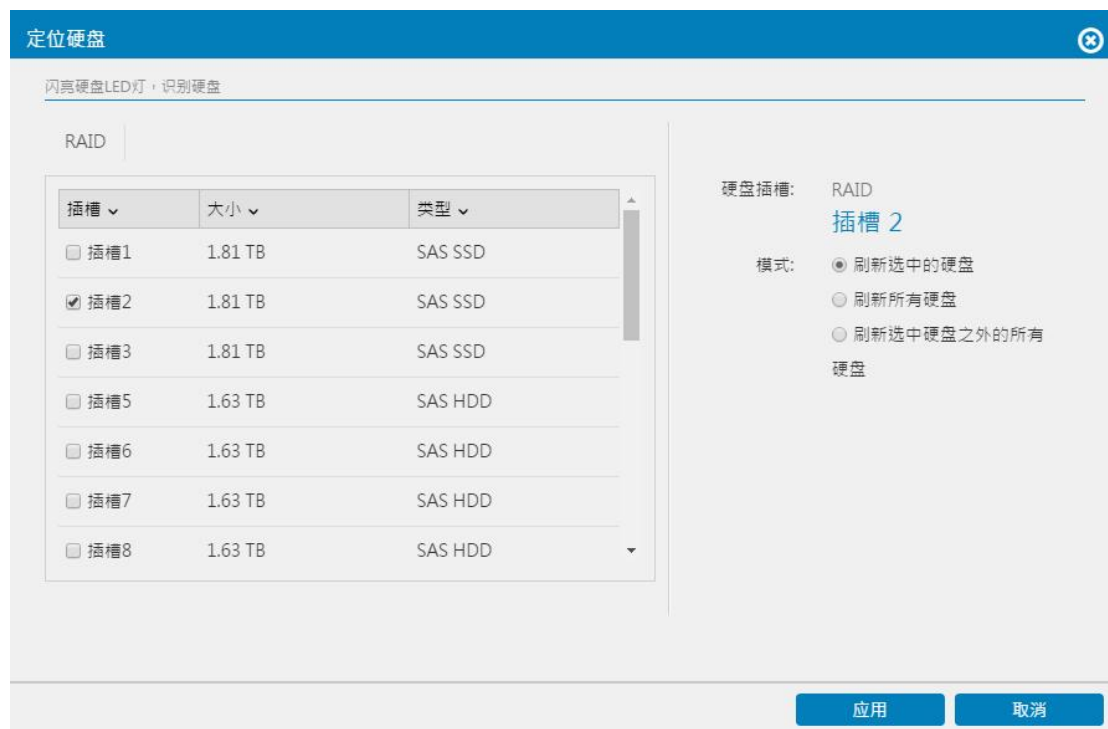 定位硬盘
闪亮硬盘LED灯，识别硬盘
RAID
插槽 大小 类型
插槽1 1.81 TB SAS SSD
插槽2 1.81 TB SAS SSD
插槽3 1.81 TB SAS SSD
插槽5 1.63 TB SAS HDD
插槽6 1.63 TB SAS HDD
插槽7 1.63 TB SAS HDD
插槽8 1.63 TB SAS HDD
硬盘插槽: RAID
插槽 2
模式: 刷新选中的硬盘
刷新所有硬盘
刷新选中硬盘之外的所有
硬盘
应用 取消